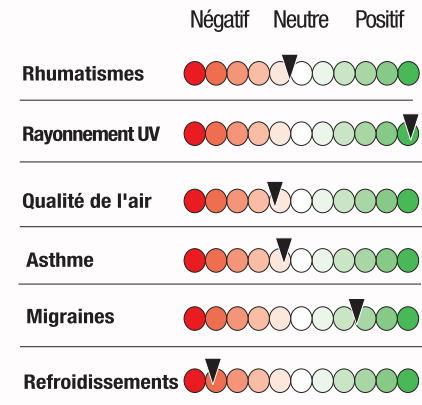 Négatif Neutre Positif
Rhumatismes
Rayonnement UV
Qualité de l'air
Asthme
Migraines
Refroidissements